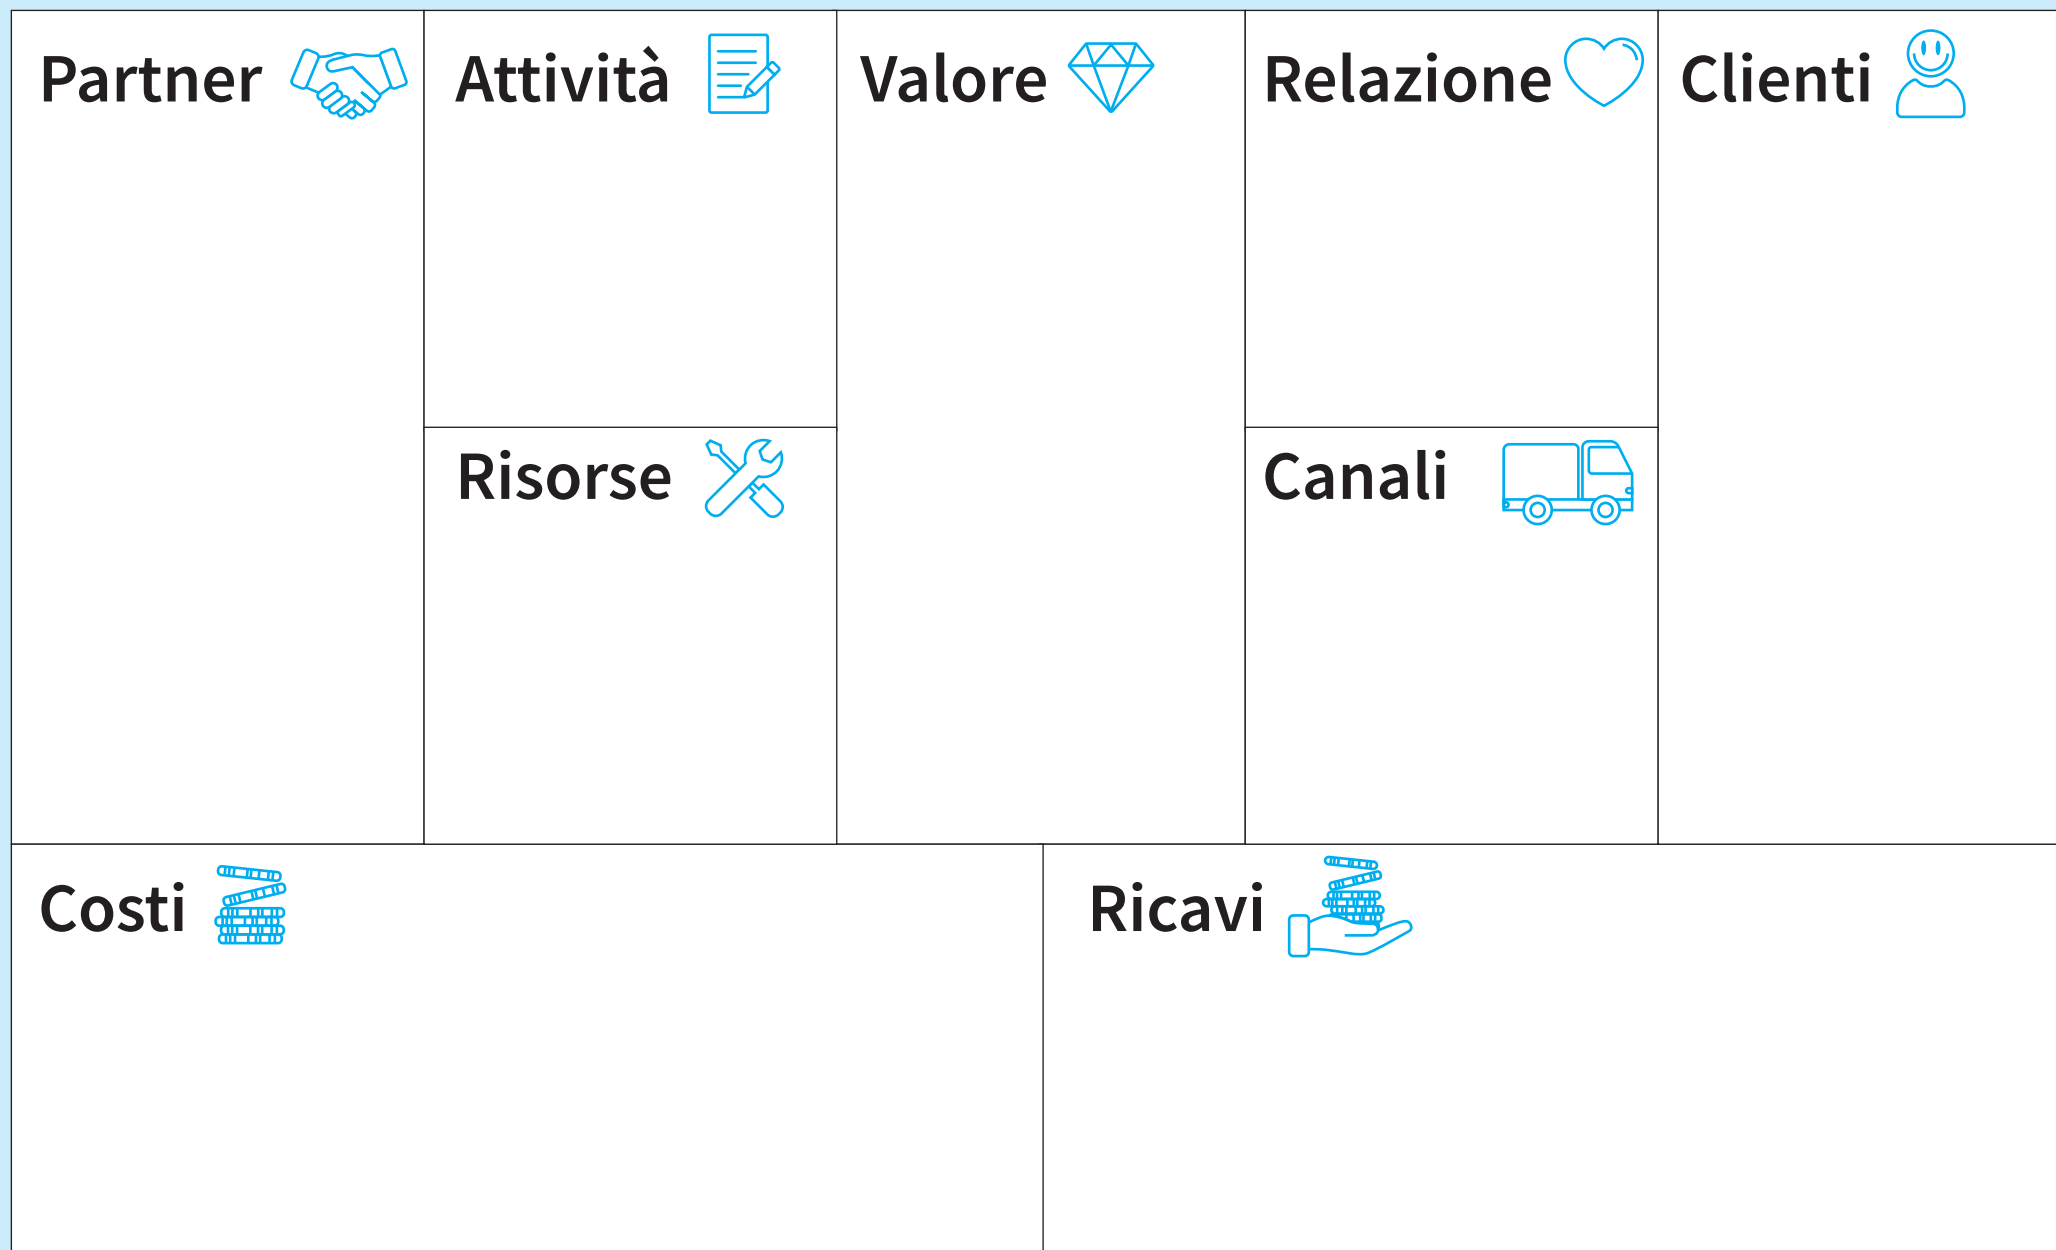 Partner
Attività
Valore
Relazione
Clienti
Risorse
Canali
Costi
Ricavi